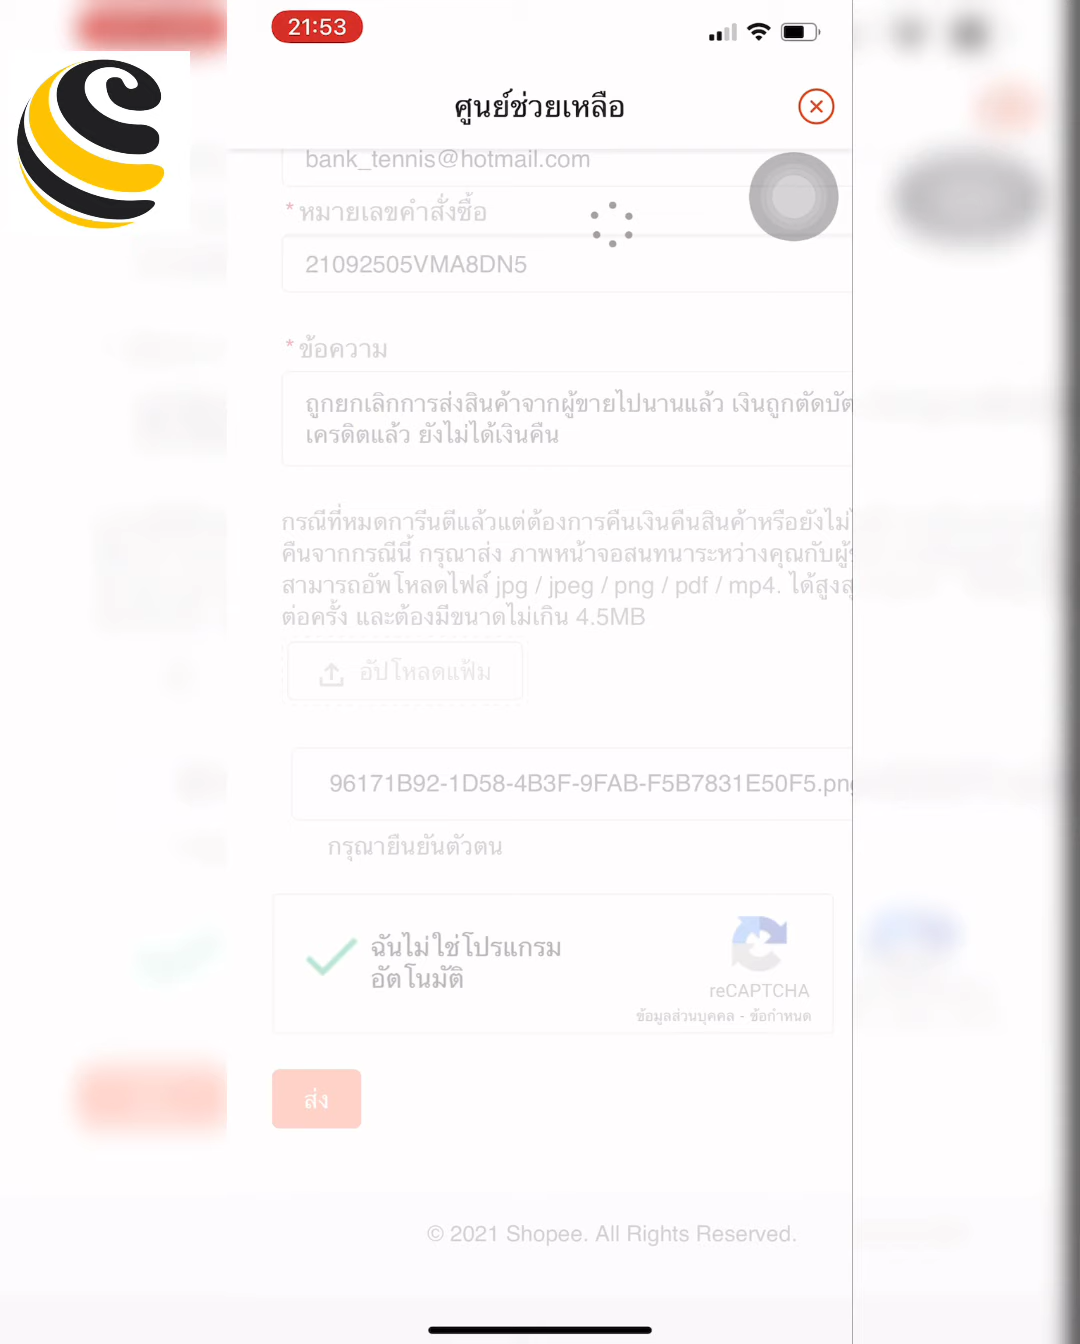 21:53
ศูนย์ช่วยเหลือ
bank_tennis@hotmail.com
*หมายเลขคำสั่งซื้อ
21092505VMA8DN5
*ข้อความ
ถูกยกเลิกการส่งสินค้าจากผู้ขายไปนานแล้ว เงินถูกตัดบัต
เครดิตแล้ว ยังไม่ได้เงินคืน
กรณีที่หมดการีนตีแล้วแต่ต้องการคืนเงินคืนสินค้าหรือยังไม่
คืนจากกรณีนี้ กรุณาส่ง ภาพหน้าจอสนทนาระหว่างคุณกับผู้
สามารถอัพโหลดไฟล์ jpg / jpeg / png / pdf / mp4. ได้สูงสุ
ต่อครั้ง และต้องมีขนาดไม่เกิน 4.5MB
อัปโหลดแฟ้ม
96171B92-1D58-4B3F-9FAB-F5B7831E50F5.png
กรุณายืนยันตัวตน
ฉันไม่ใช่โปรแกรม
อัตโนมัติ
reCAPTCHA
ข้อมูลส่วนบุคคล - ข้อกำหนด
ส่ง
© 2021 Shopee. All Rights Reserved.